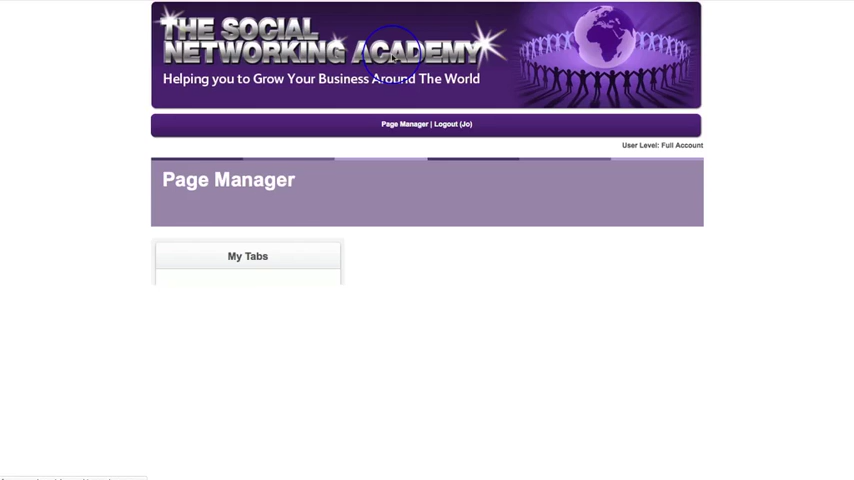 THE SOCIAL
NETWORKING ACADEMY
Helping you to Grow Your Business Around The World
Page Manager | Logout (Jo)
User Level: Full Account
Page Manager
My Tabs